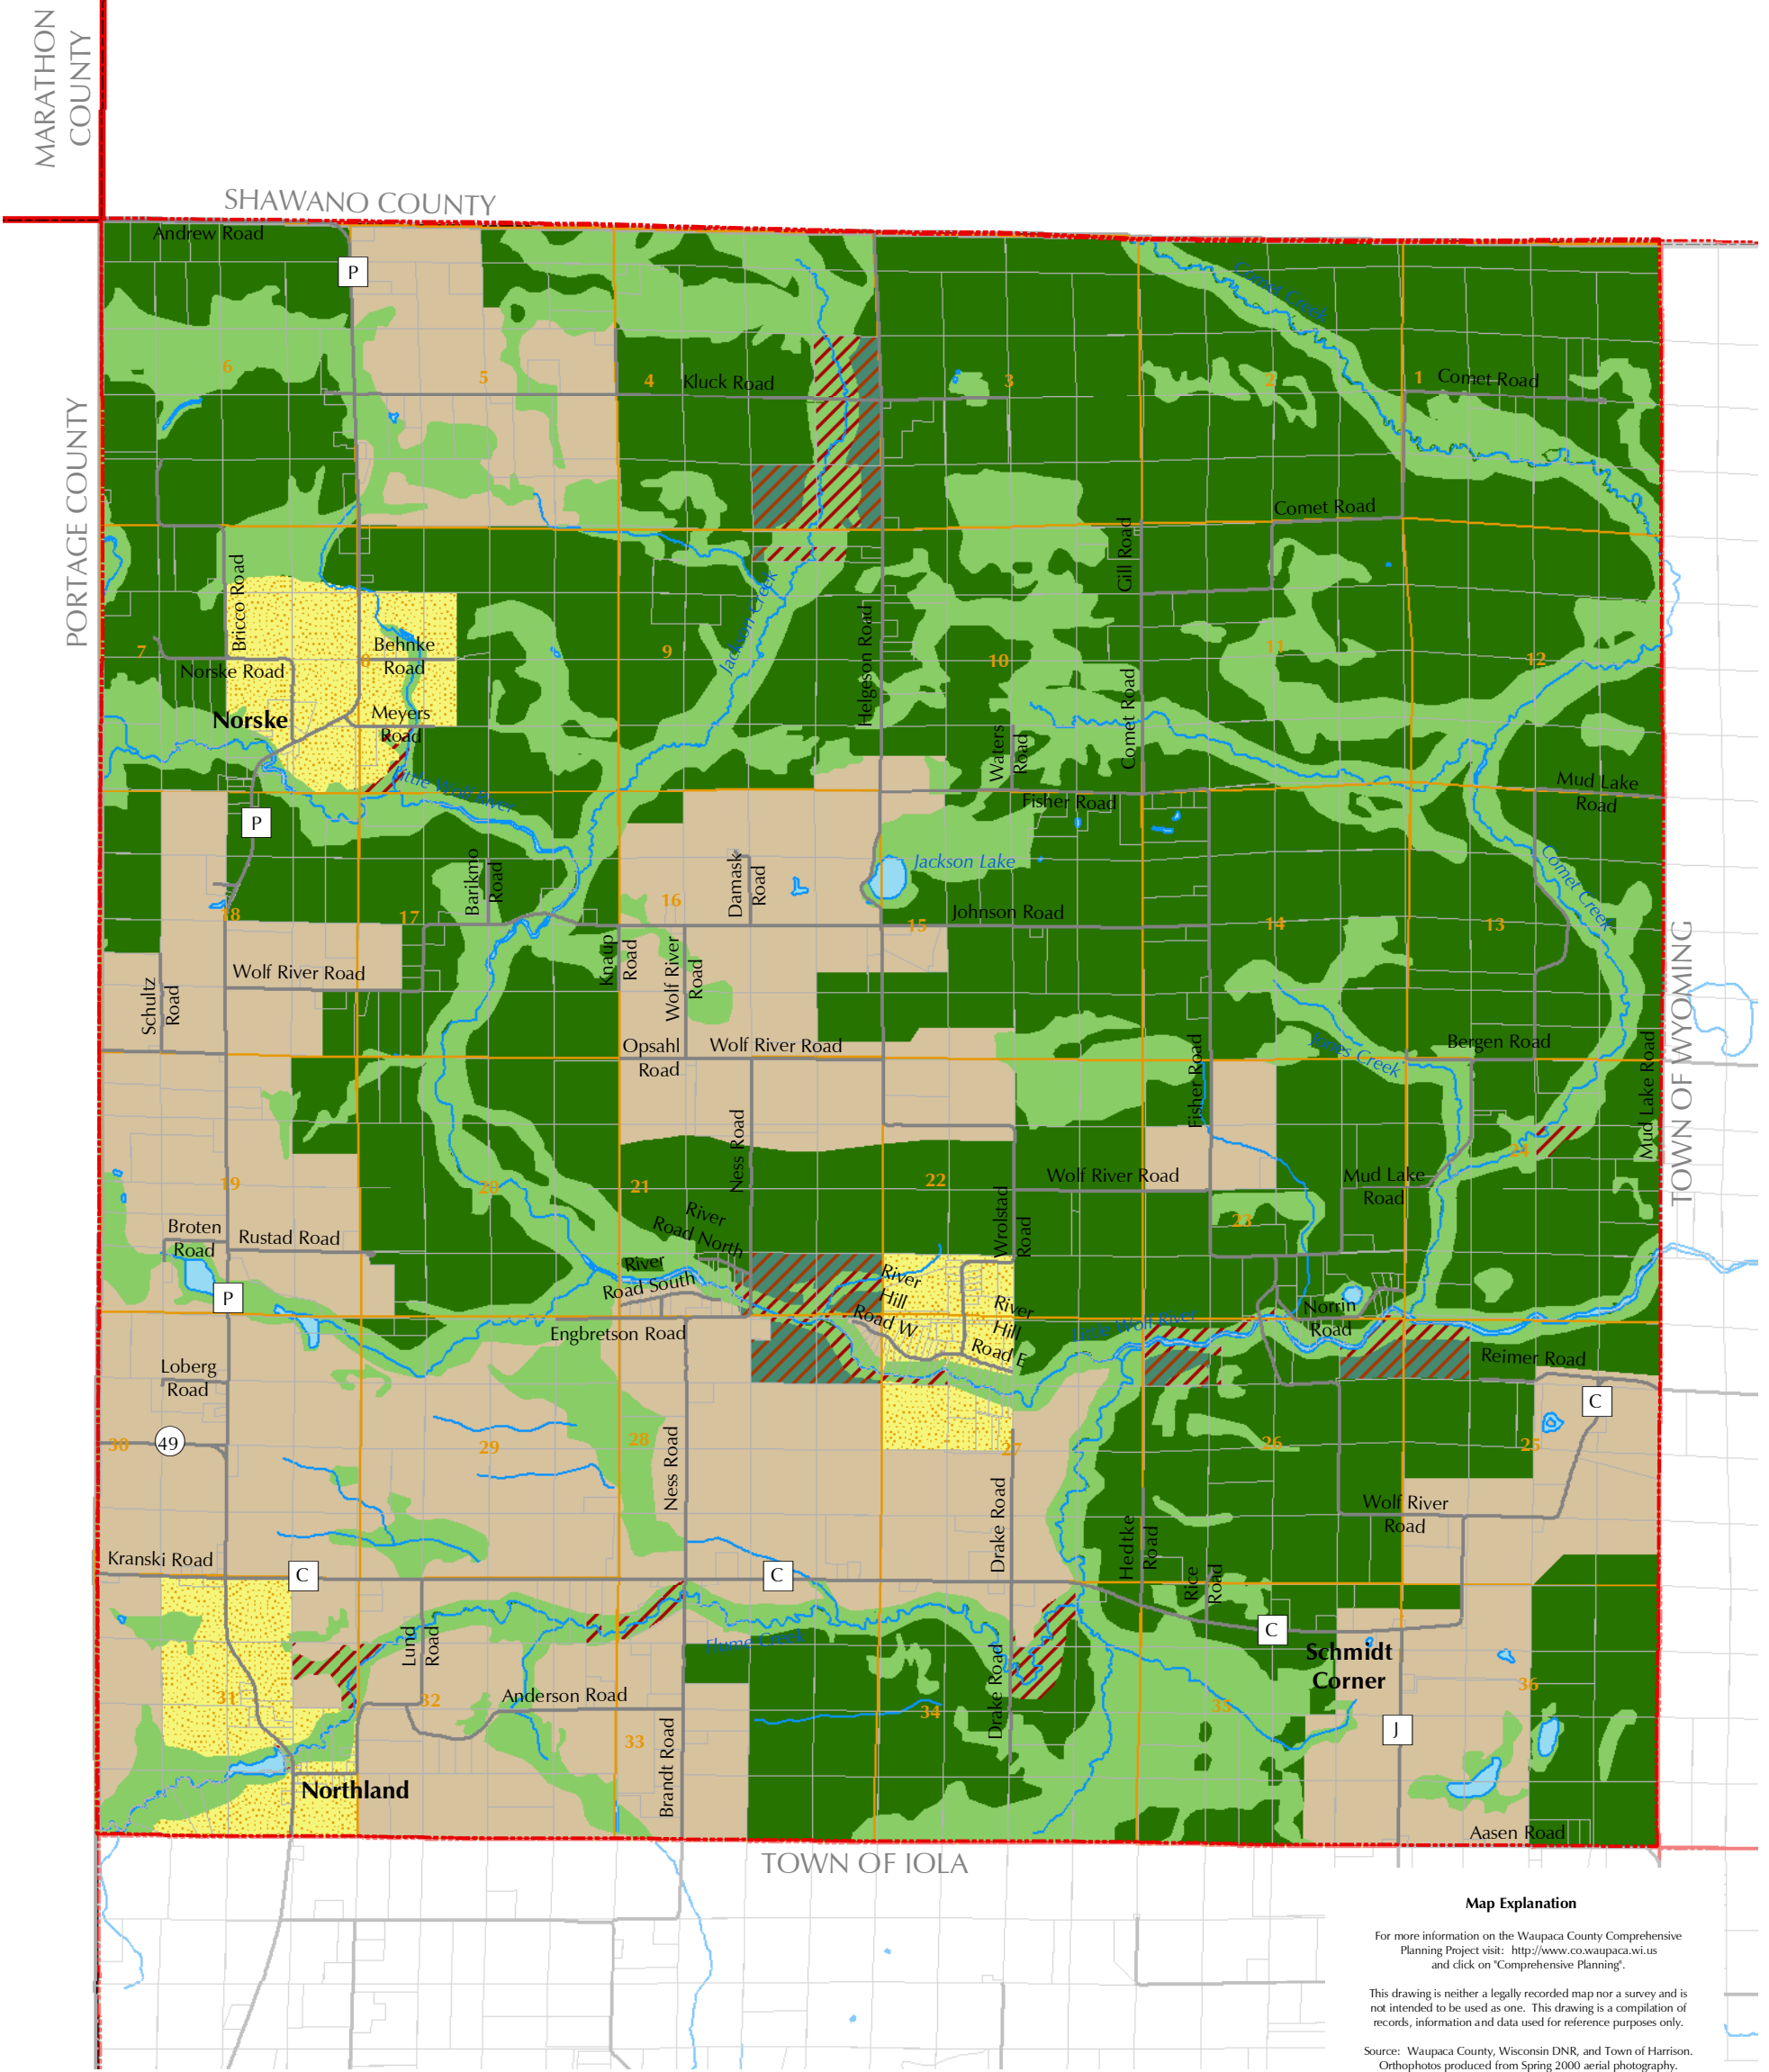 MARATHON
COUNTY
SHAWANO COUNTY
Andrew Road
P
Comet Creek
6
5
4
Kluck Road
3
2
1
Comet Road
PORTAGE COUNTY
Comet Road
Gill Road
Bricco Road
Jackson Creek
Helgeson Road
Behnke
Road
7
8
9
10
11
12
Norske Road
Norske
Meyers
Road
Comet Road
Waters
Road
Little Wolf River
Fisher Road
Mud Lake
Road
P
Barikmo
Road
Damask
Road
Jackson Lake
Comet Creek
18
17
16
15
Johnson Road
14
13
Wolf River Road
Knaup
Road
Wolf River
Road
Schultz
Road
TOWN OF WYOMING
Opsahl
Road
Wolf River Road
Jones Creek
Bergen Road
Fisher Road
Mud Lake Road
Ness Road
24
19
20
21
22
Wolf River Road
Mud Lake
Road
23
Broten
Road
Rustad Road
River
Road North
Wolstad
Road
River
Road South
River
Hill
Road W
River
Hill
Road E
P
Norrin
Road
Little Wolf River
Engbretson Road
Loberg
Road
Reimer Road
C
30
49
29
28
27
26
25
Ness Road
Drake Road
Wolf River
Road
Hedtke
Road
Rice
Road
Kranski Road
C
C
C
Flume Creek
Lund
Road
Schmidt
Corner
31
32
Anderson Road
Drake Road
34
35
36
33
J
Brandt Road
Northland
Aasen Road
TOWN OF IOLA
Map Explanation
For more information on the Waupaca County Comprehensive
Planning Project visit: http://www.co.waupaca.wi.us
and click on "Comprehensive Planning".
This drawing is neither a legally recorded map nor a survey and is
not intended to be used as one. This drawing is a compilation of
records, information and data used for reference purposes only.
Source: Waupaca County, Wisconsin DNR, and Town of Harrison.
Orthophotos produced from Spring 2000 aerial photography.